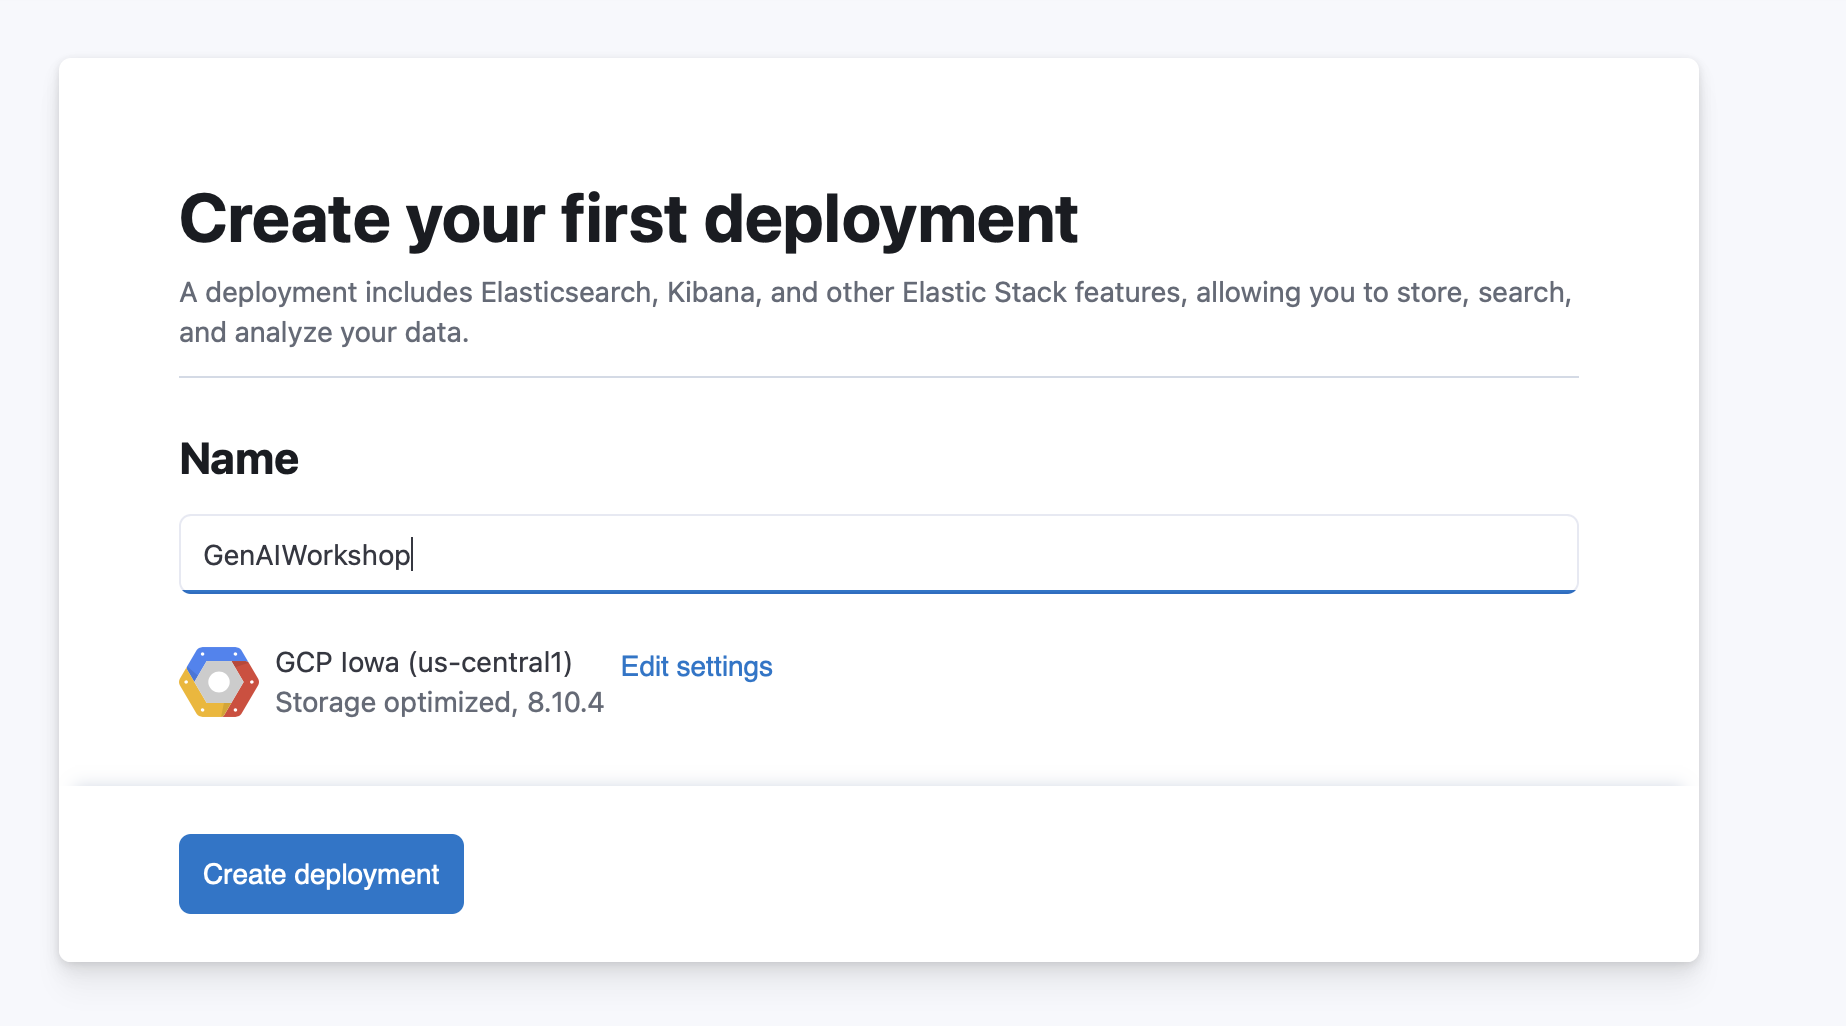 Create your first deployment
A deployment includes Elasticsearch, Kibana, and other Elastic Stack features, allowing you to store, search,
and analyze your data.
Name
GenAIWorkshop
GCP Iowa (us-central1) Edit settings
Storage optimized, 8.10.4
Create deployment